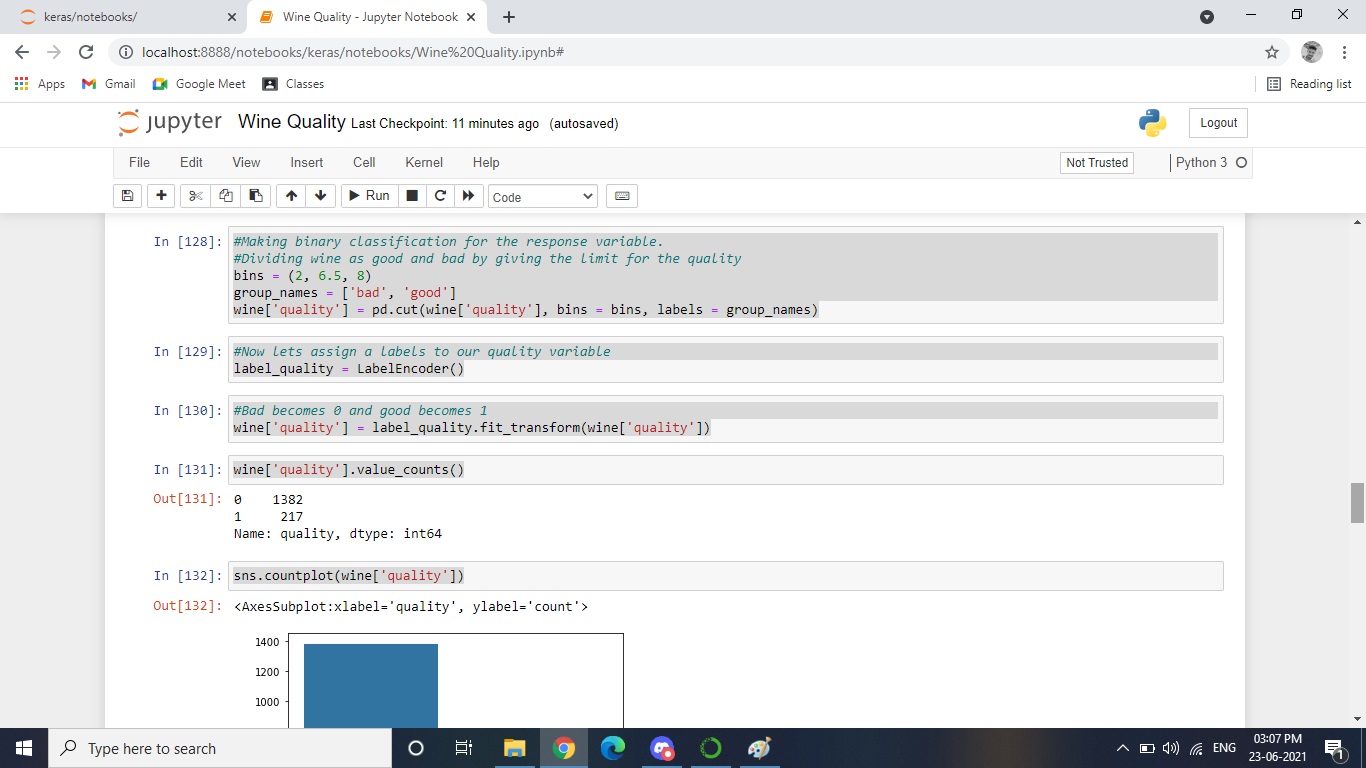 keras/notebooks/
Wine Quality - Jupyter Notebook
localhost:8888/notebooks/keras/notebooks/Wine%20Quality.ipynb#
Apps Gmail Google Meet Classes Reading list
jupyter Wine Quality Last Checkpoint: 11 minutes ago (autosaved) Logout
File Edit View Insert Cell Kernel Help Not Trusted Python 3
Run Code
In [128]: #Making binary classification for the response variable.
#Dividing wine as good and bad by giving the limit for the quality
bins = (2, 6.5, 8)
group_names = ['bad', 'good']
wine['quality'] = pd.cut(wine['quality'], bins = bins, labels = group_names)
In [129]: #Now lets assign a labels to our quality variable
label_quality = LabelEncoder()
In [130]: #Bad becomes 0 and good becomes 1
wine['quality'] = label_quality.fit_transform(wine['quality'])
In [131]: wine['quality'].value_counts()
Out[131]: 0    1382
1     217
Name: quality, dtype: int64
In [132]: sns.countplot(wine['quality'])
Out[132]: <AxesSubplot:xlabel='quality', ylabel='count'>
1400
1200
1000
Type here to search
ENG
03:07 PM
23-06-2021
1